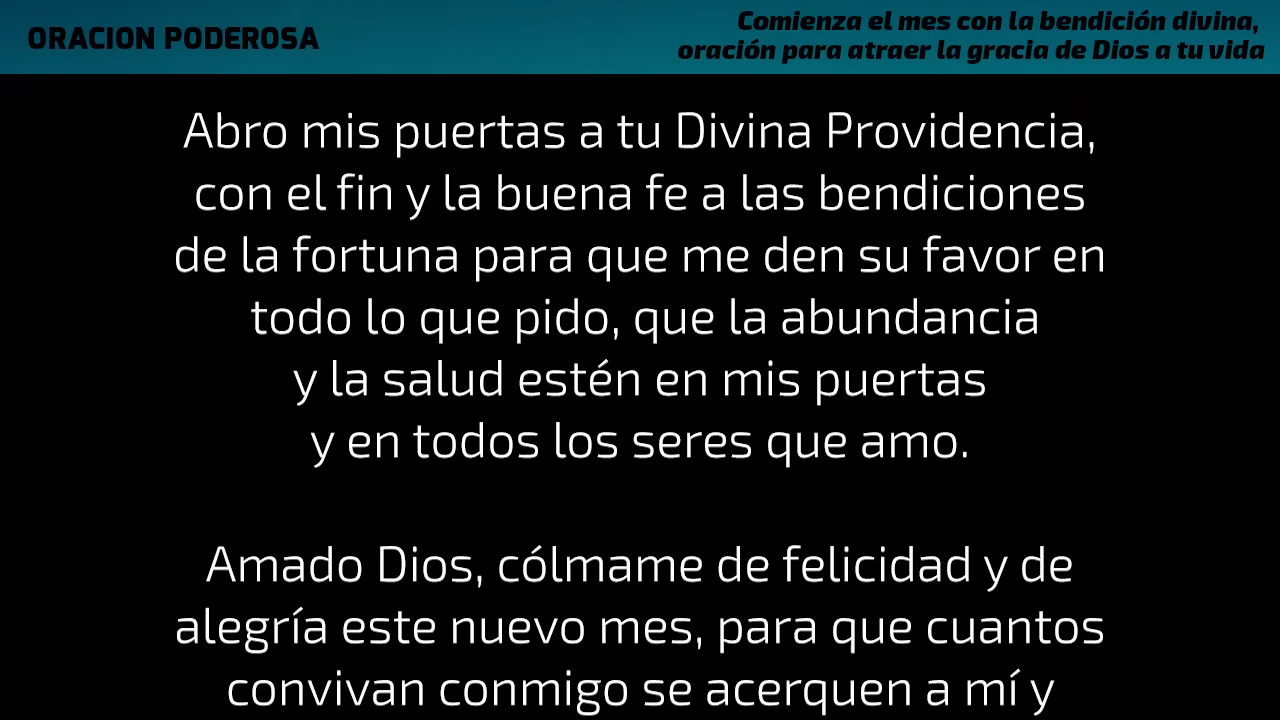 ORACION PODEROSA
Comienza el mes con la bendición divina,
oración para atraer la gracia de Dios a tu vida
Abro mis puertas a tu Divina Providencia,
con el fin y la buena fe a las bendiciones
de la fortuna para que me den su favor en
todo lo que pido, que la abundancia
y la salud estén en mis puertas
y en todos los seres que amo.
Amado Dios, cólmame de felicidad y de
alegría este nuevo mes, para que cuantos
convivan conmigo se acerquen a mí y